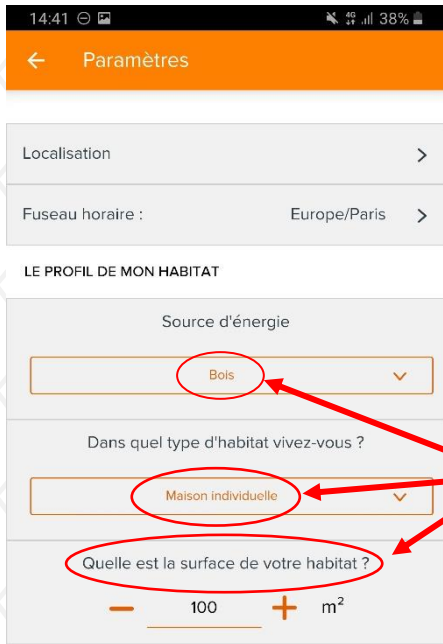 14:41 4G 38%
Paramètres
Localisation
Fuseau horaire : Europe/Paris
LE PROFIL DE MON HABITAT
Source d'énergie
Bois
Dans quel type d'habitat vivez-vous ?
Maison individuelle
Quelle est la surface de votre habitat ?
100 m²